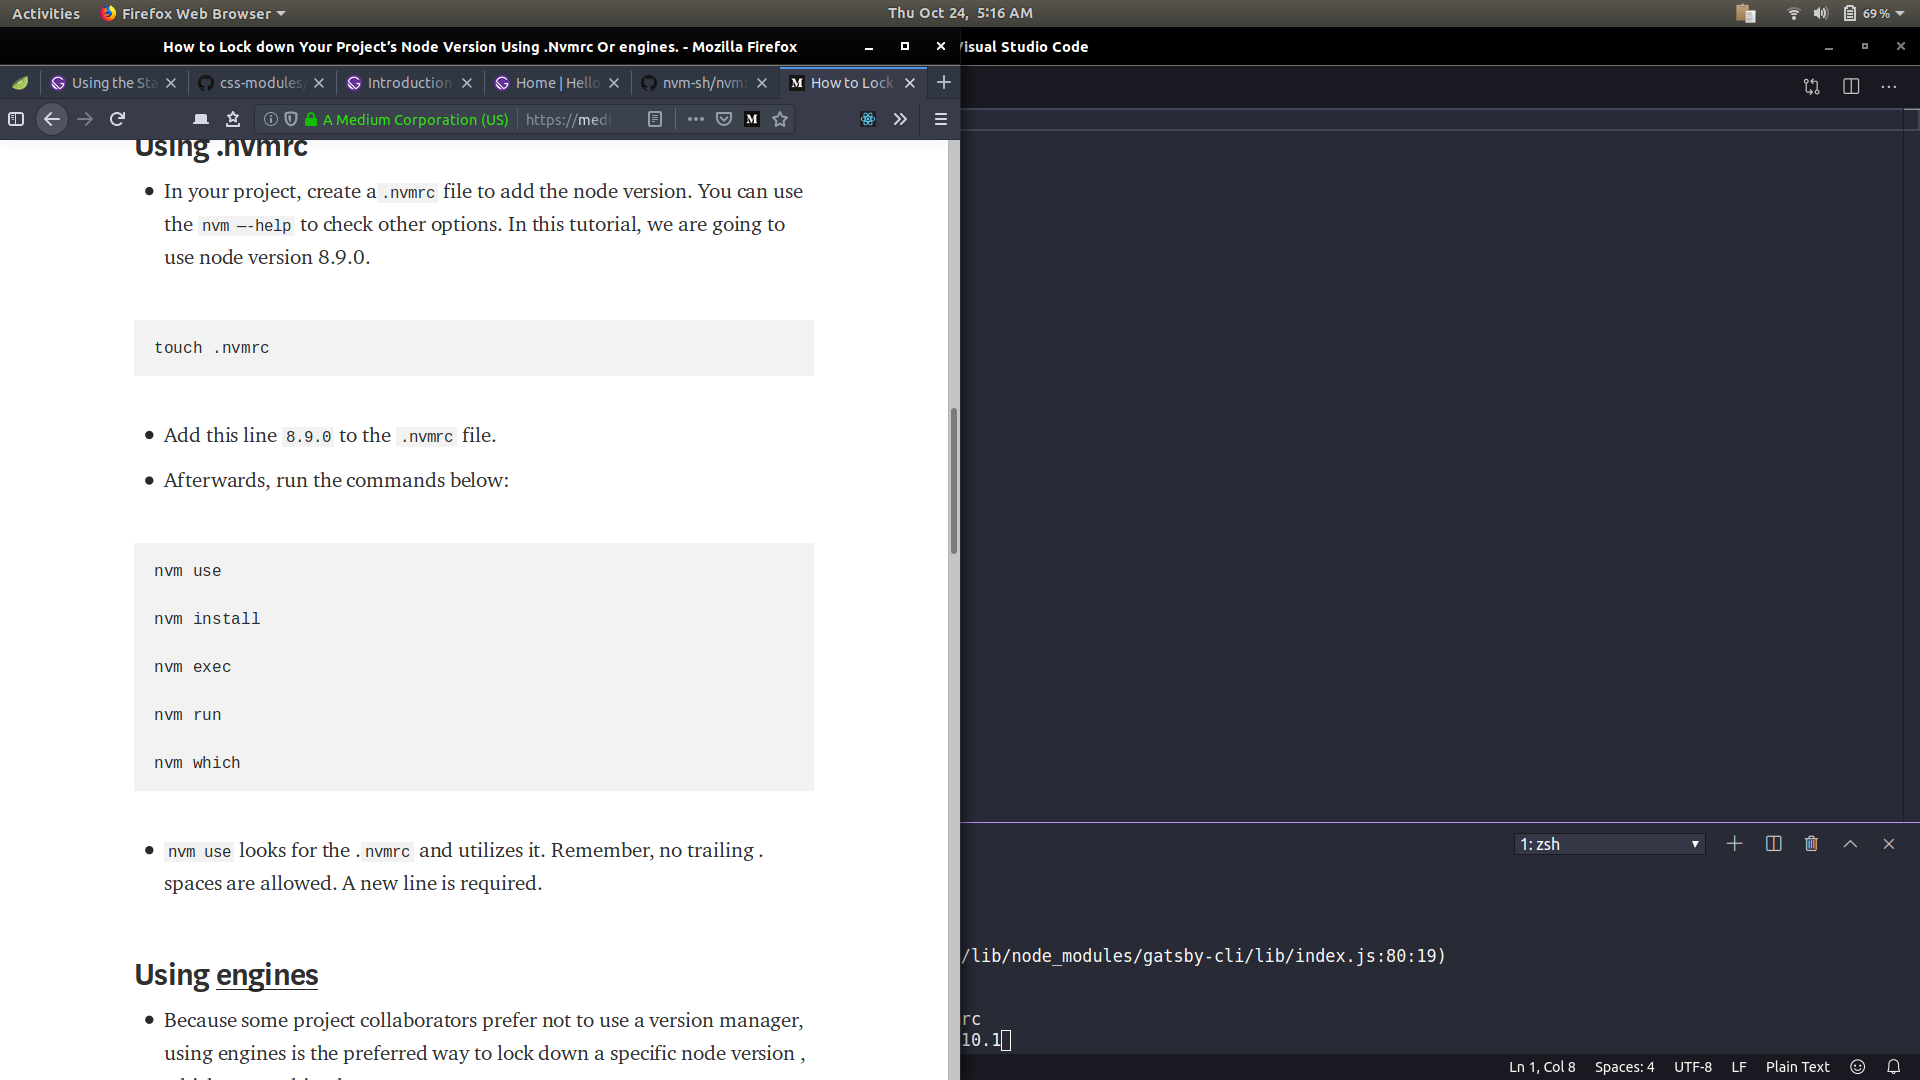 Activities Firefox Web Browser Thu Oct 24, 5:16 AM 69 %
How to Lock down Your Project’s Node Version Using .Nvmrc Or engines. - Mozilla Firefox
Visual Studio Code
Using the Sta css-modules/ Introduction Home | Hello nvm-sh/nvm: M How to Lock
A Medium Corporation (US) https://medi M
Using .nvmrc
In your project, create a .nvmrc file to add the node version. You can use
the nvm —-help to check other options. In this tutorial, we are going to
use node version 8.9.0.
touch .nvmrc
Add this line 8.9.0 to the .nvmrc file.
Afterwards, run the commands below:
nvm use
nvm install
nvm exec
nvm run
nvm which
nvm use looks for the .nvmrc and utilizes it. Remember, no trailing .
spaces are allowed. A new line is required.
Using engines
Because some project collaborators prefer not to use a version manager,
using engines is the preferred way to lock down a specific node version ,
1: zsh
/lib/node_modules/gatsby-cli/lib/index.js:80:19)
rc
10.1
Ln 1, Col 8 Spaces: 4 UTF-8 LF Plain Text